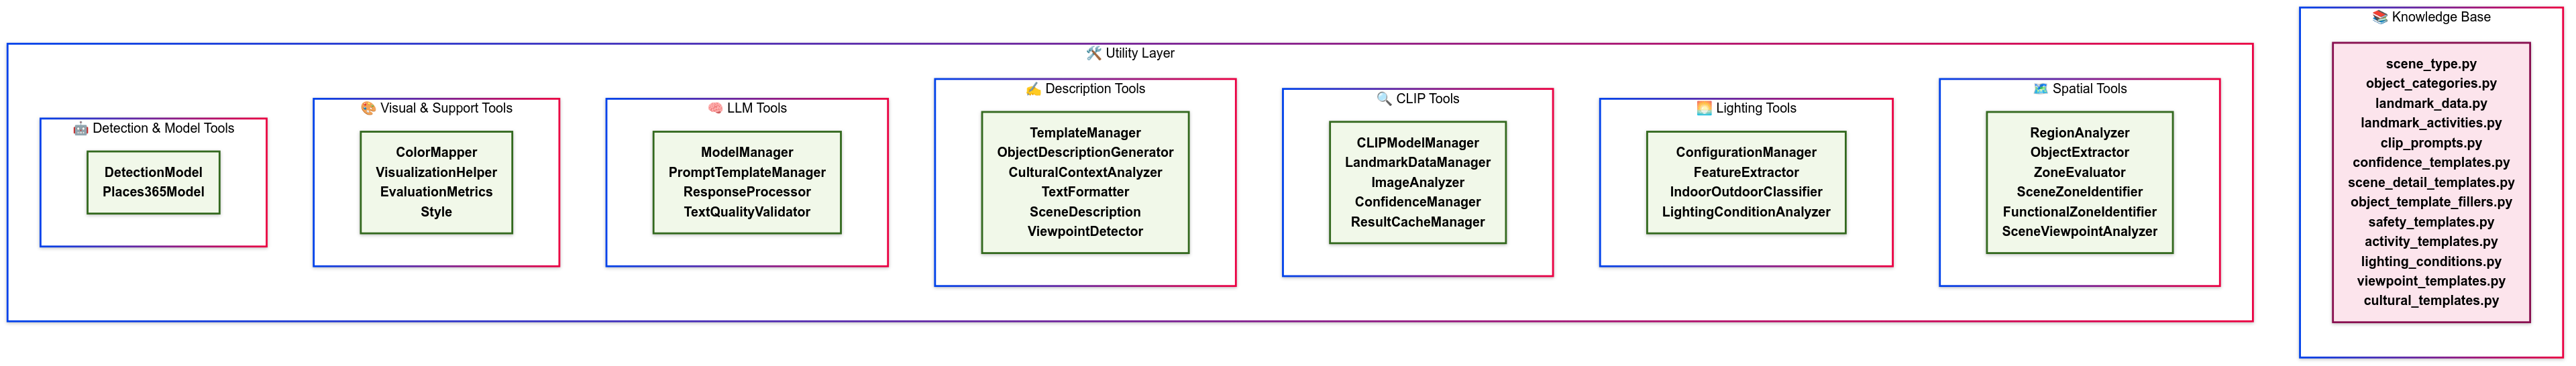 🛠️ Utility Layer
🤖 Detection & Model Tools
DetectionModel
Places365Model
🎨 Visual & Support Tools
ColorMapper
VisualizationHelper
EvaluationMetrics
Style
🧠 LLM Tools
ModelManager
PromptTemplateManager
ResponseProcessor
TextQualityValidator
✍️ Description Tools
TemplateManager
ObjectDescriptionGenerator
CulturalContextAnalyzer
TextFormatter
SceneDescription
ViewpointDetector
🔍 CLIP Tools
CLIPModelManager
LandmarkDataManager
ImageAnalyzer
ConfidenceManager
ResultCacheManager
🌅 Lighting Tools
ConfigurationManager
FeatureExtractor
IndoorOutdoorClassifier
LightingConditionAnalyzer
🗺️ Spatial Tools
RegionAnalyzer
ObjectExtractor
ZoneEvaluator
SceneZoneIdentifier
FunctionalZoneIdentifier
SceneViewpointAnalyzer
📚 Knowledge Base
scene_type.py
object_categories.py
landmark_data.py
landmark_activities.py
clip_prompts.py
confidence_templates.py
scene_detail_templates.py
object_template_fillers.py
safety_templates.py
activity_templates.py
lighting_conditions.py
viewpoint_templates.py
cultural_templates.py